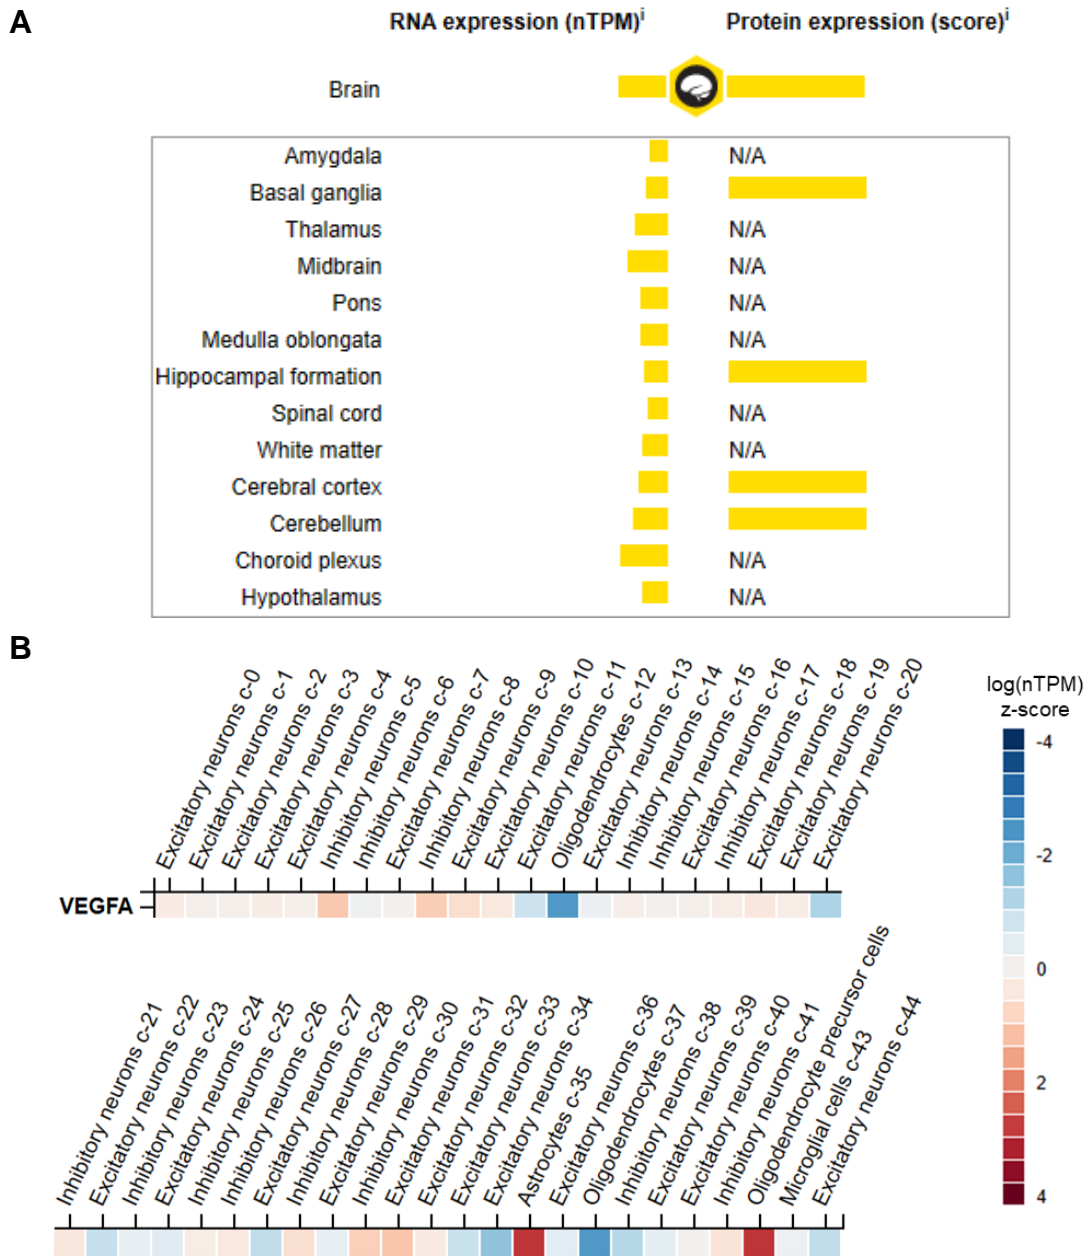 A
RNA expression (nTPM)i
Protein expression (score)i
Brain
Amygdala N/A
Basal ganglia
Thalamus N/A
Midbrain N/A
Pons N/A
Medulla oblongata N/A
Hippocampal formation
Spinal cord N/A
White matter N/A
Cerebral cortex
Cerebellum
Choroid plexus N/A
Hypothalamus N/A
B
Excitatory neurons c-0
Excitatory neurons c-1
Excitatory neurons c-2
Excitatory neurons c-3
Excitatory neurons c-4
Inhibitory neurons c-5
Inhibitory neurons c-6
Excitatory neurons c-7
Inhibitory neurons c-8
Excitatory neurons c-9
Excitatory neurons c-10
Excitatory neurons c-11
Oligodendrocytes c-12
Excitatory neurons c-13
Inhibitory neurons c-14
Inhibitory neurons c-15
Excitatory neurons c-16
Inhibitory neurons c-17
Excitatory neurons c-18
Excitatory neurons c-19
Excitatory neurons c-20
VEGFA
log(nTPM)
z-score
-4
-2
0
2
4
Inhibitory neurons c-21
Excitatory neurons c-22
Inhibitory neurons c-23
Excitatory neurons c-24
Inhibitory neurons c-25
Inhibitory neurons c-26
Excitatory neurons c-27
Inhibitory neurons c-28
Excitatory neurons c-29
Inhibitory neurons c-30
Excitatory neurons c-31
Excitatory neurons c-32
Excitatory neurons c-33
Excitatory neurons c-34
Astrocytes c-35
Excitatory neurons c-36
Oligodendrocytes c-37
Inhibitory neurons c-38
Excitatory neurons c-39
Excitatory neurons c-40
Inhibitory neurons c-41
Oligodendrocyte precursor cells
Microglial cells c-43
Excitatory neurons c-44